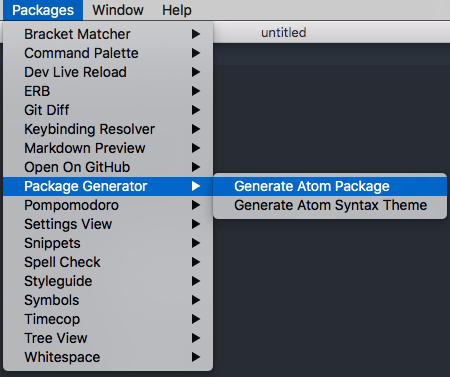 Packages Window Help
untitled
Bracket Matcher
Command Palette
Dev Live Reload
ERB
Git Diff
Keybinding Resolver
Markdown Preview
Open On GitHub
Package Generator
Generate Atom Package
Generate Atom Syntax Theme
Pompomodoro
Settings View
Snippets
Spell Check
Styleguide
Symbols
Timecop
Tree View
Whitespace